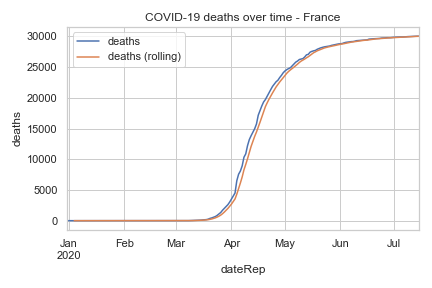 COVID-19 deaths over time - France
deaths
deaths (rolling)
30000
25000
20000
15000
10000
5000
0
deaths
Jan Feb Mar Apr May Jun Jul
2020
dateRep